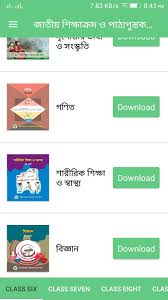 7.83 KB/s 8:43 PM
জাতীয় শিক্ষাক্রম ও পাঠ্যপুস্তক...
ও সংস্কৃতি
Download
গণিত
Download
শারীরিক শিক্ষা
ও স্বাস্থ্য
Download
বিজ্ঞান
Download
CLASS SIX CLASS SEVEN CLASS EIGHT CLASS